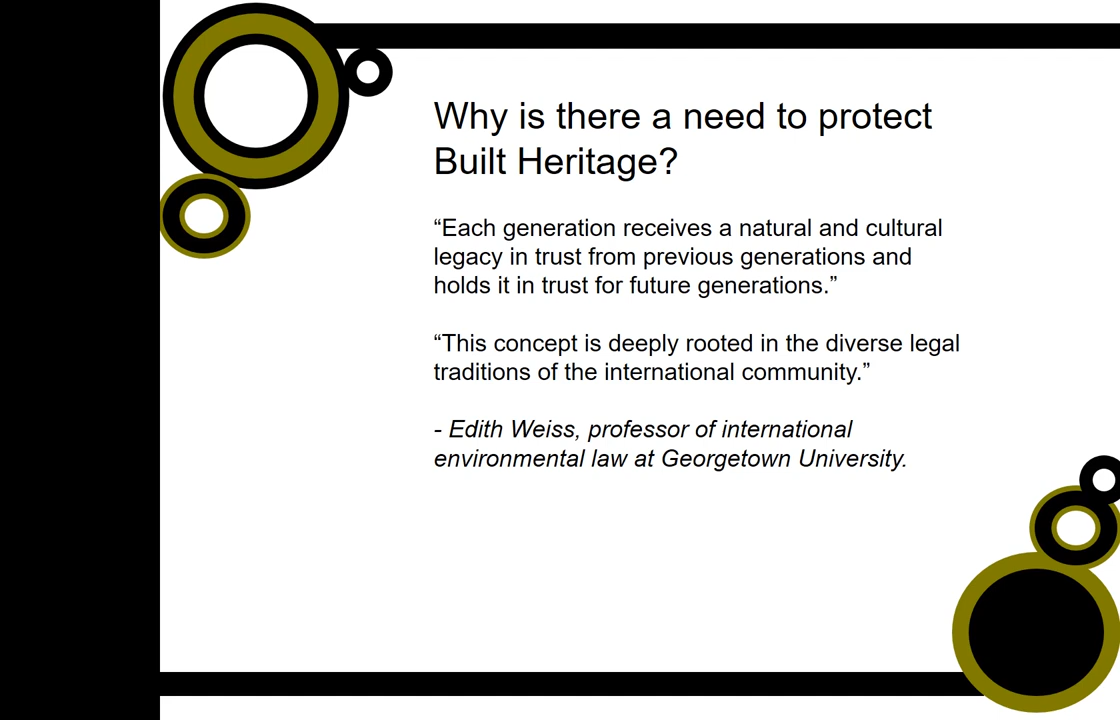 Why is there a need to protect
Built Heritage?
“Each generation receives a natural and cultural
legacy in trust from previous generations and
holds it in trust for future generations.”
“This concept is deeply rooted in the diverse legal
traditions of the international community.”
- Edith Weiss, professor of international
environmental law at Georgetown University.